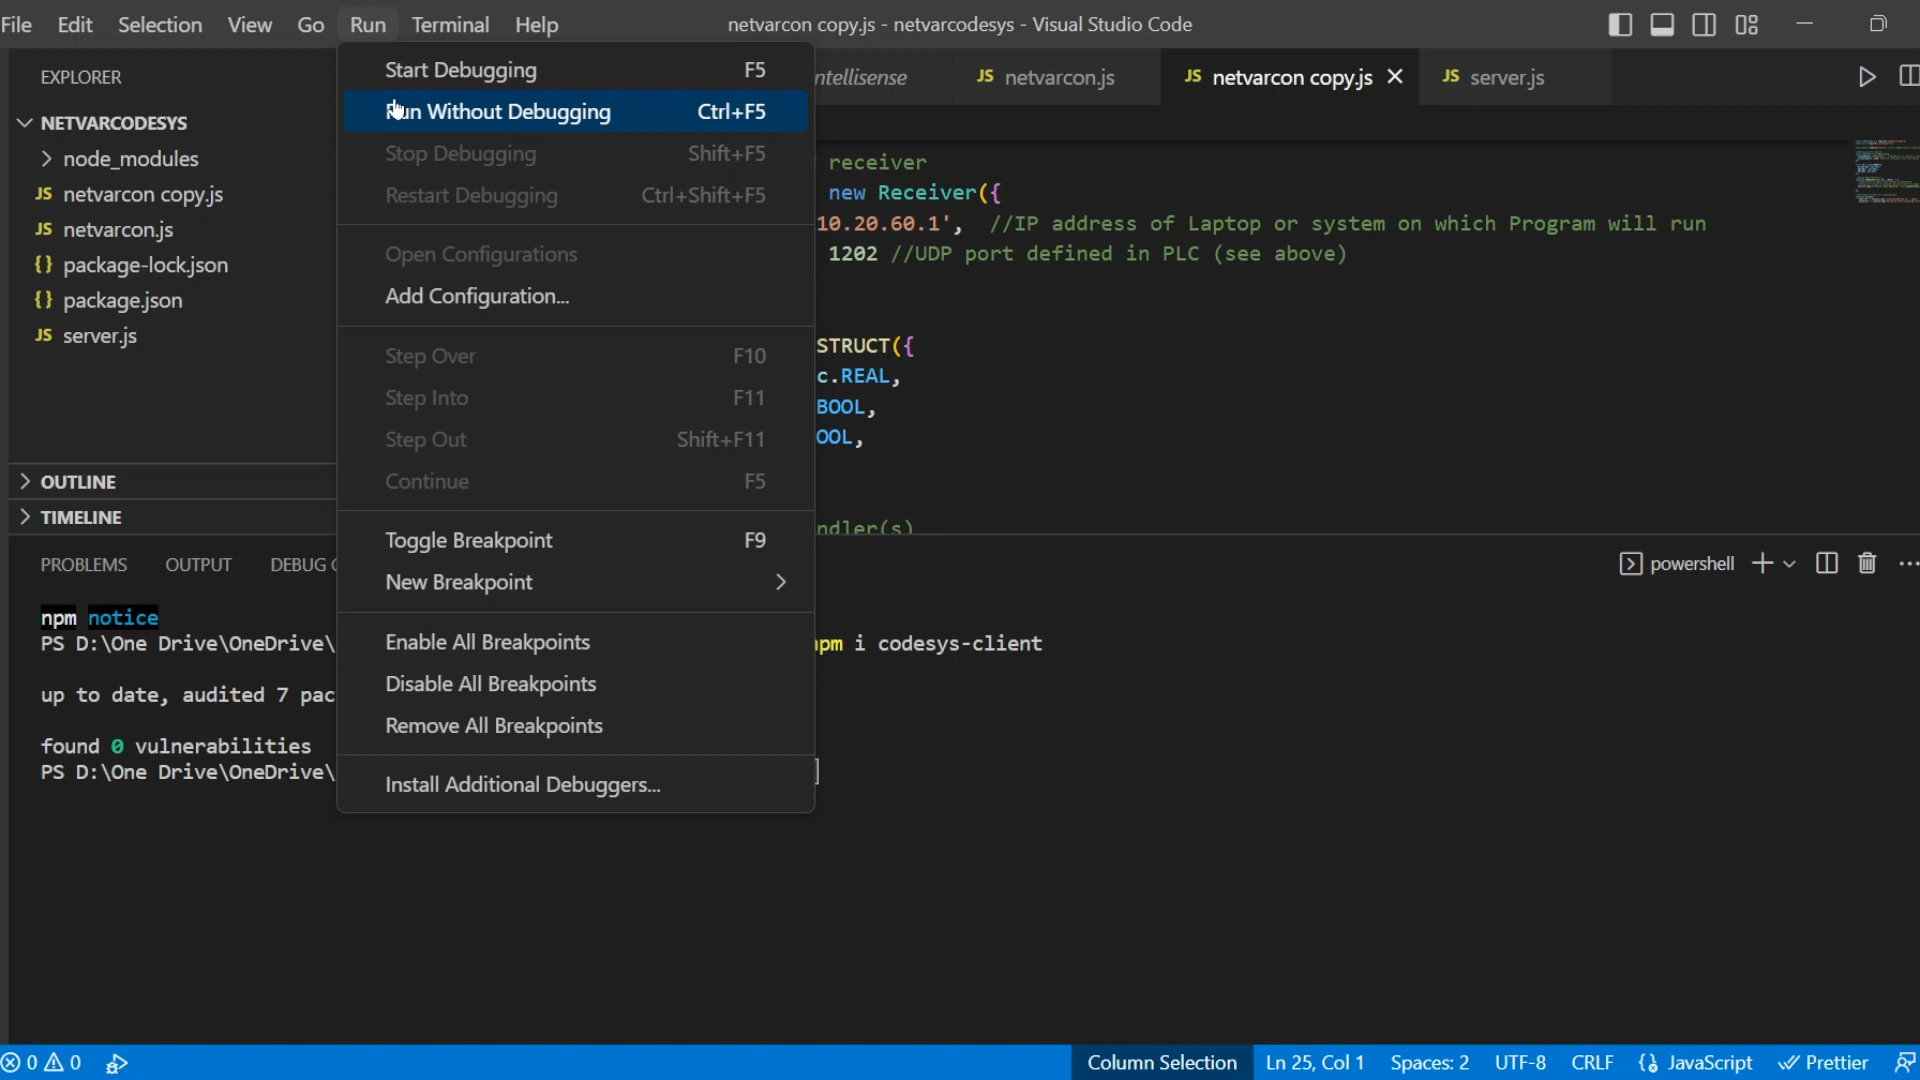 File Edit Selection View Go Run Terminal Help
netvarcon copy.js - netvarcodesys - Visual Studio Code
EXPLORER
NETVARCODESYS
node_modules
JS netvarcon copy.js
JS netvarcon.js
{} package-lock.json
{} package.json
JS server.js
OUTLINE
TIMELINE
Start Debugging F5
Run Without Debugging Ctrl+F5
Stop Debugging Shift+F5
Restart Debugging Ctrl+Shift+F5
Open Configurations
Add Configuration...
Step Over F10
Step Into F11
Step Out Shift+F11
Continue F5
Toggle Breakpoint F9
New Breakpoint
Enable All Breakpoints
Disable All Breakpoints
Remove All Breakpoints
Install Additional Debuggers...
ntellisense JS netvarcon.js JS netvarcon copy.js JS server.js
receiver
new Receiver({
10.20.60.1', //IP address of Laptop or system on which Program will run
1202 //UDP port defined in PLC (see above)
STRUCT({
c.REAL,
BOOL,
OOL,
ndler(s)
PROBLEMS OUTPUT DEBUG
powershell
npm notice
PS D:\One Drive\OneDrive\ npm i codesys-client
up to date, audited 7 pac
found 0 vulnerabilities
PS D:\One Drive\OneDrive\
0 0 Column Selection Ln 25, Col 1 Spaces: 2 UTF-8 CRLF JavaScript Prettier